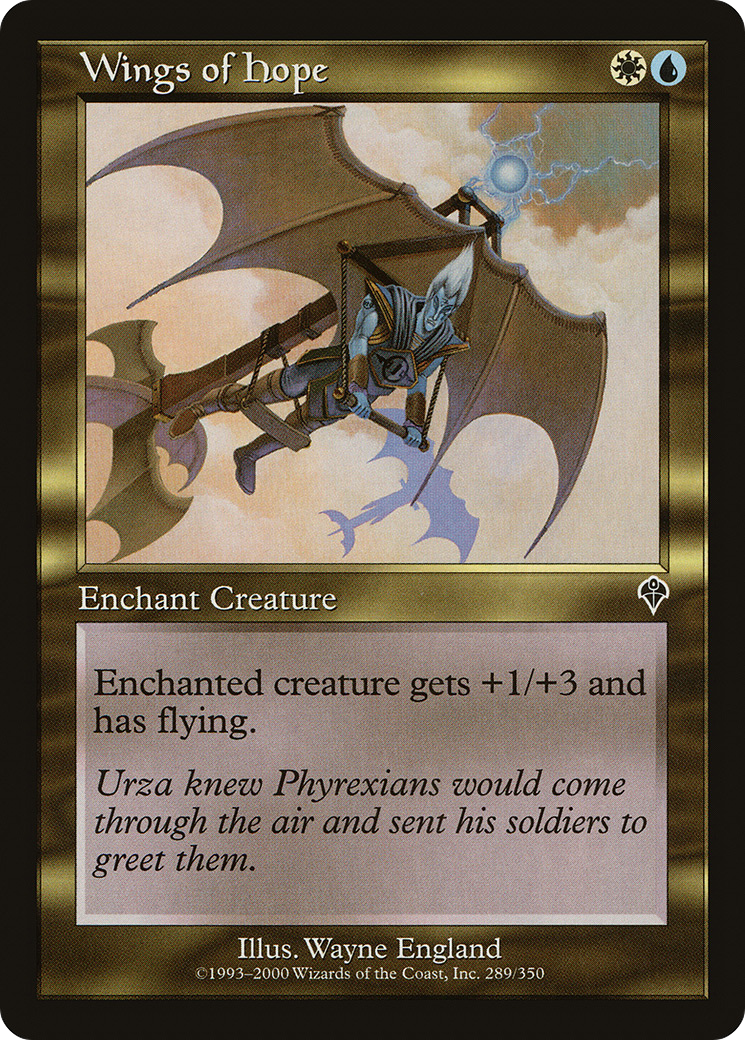 Wings of Hope
Enchant Creature
Enchanted creature gets +1/+3 and
has flying.
Urza knew Phyrexians would come
through the air and sent his soldiers to
greet them.
Illus. Wayne England
©1993–2000 Wizards of the Coast, Inc. 289/350